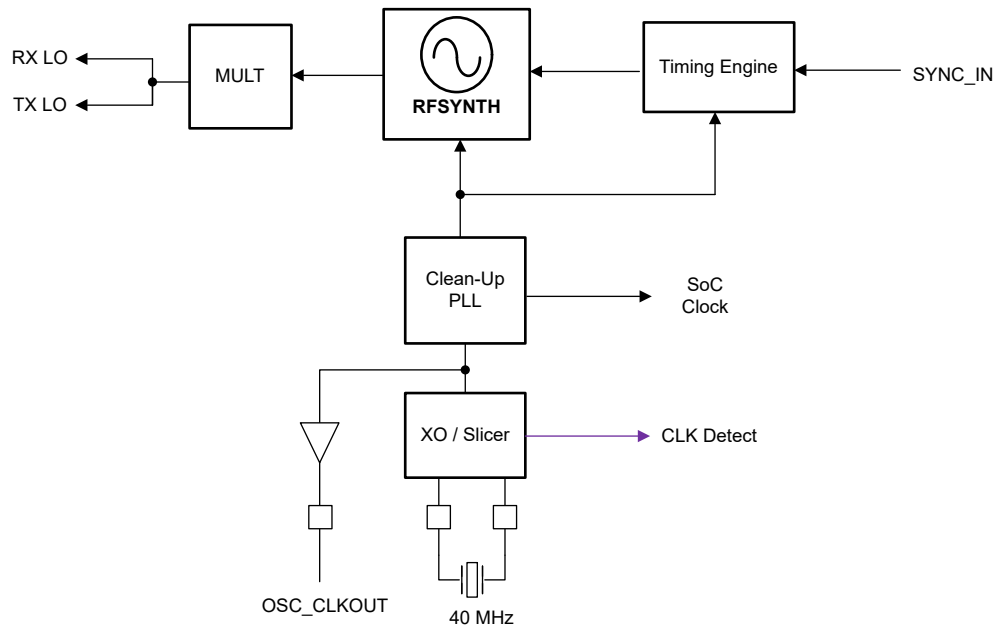 RX LO
TX LO
MULT
RFSYNTH
Timing Engine
SYNC_IN
Clean-Up
PLL
SoC
Clock
XO / Slicer
CLK Detect
OSC_CLKOUT
40 MHz